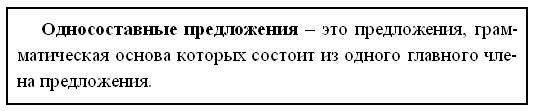 Односоставные предложения – это предложения, грам-
матическая основа которых состоит из одного главного чле-
на предложения.